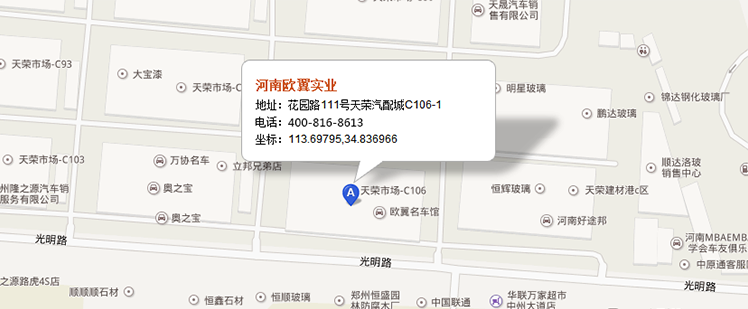 天晟汽车销
售有限公司
天荣市场-C93
大宝漆
天荣市场-
河南欧翼实业
地址：花园路111号天荣汽配城C106-1
电话：400-816-8613
坐标：113.69795,34.836966
明星玻璃
锦达钢化玻璃厂
鹏达玻璃
天荣市场-C103
万协名车
立邦兄弟店
顺达洛玻
销售中心
州隆之源汽车销
服务有限公司
奥之宝
奥之宝
天荣市场-C106
欧翼名车馆
恒辉玻璃
天荣建材港c区
河南好途邦
河南MBAEMBA
学会车友俱乐
光明路
光明路
光明路
中原通客服
之源路虎4S店
顺顺顺石材
恒鑫石材
恒顺玻璃
郑州恒盛园
林防腐木厂
中国联通
华联万家超市
中州大道店